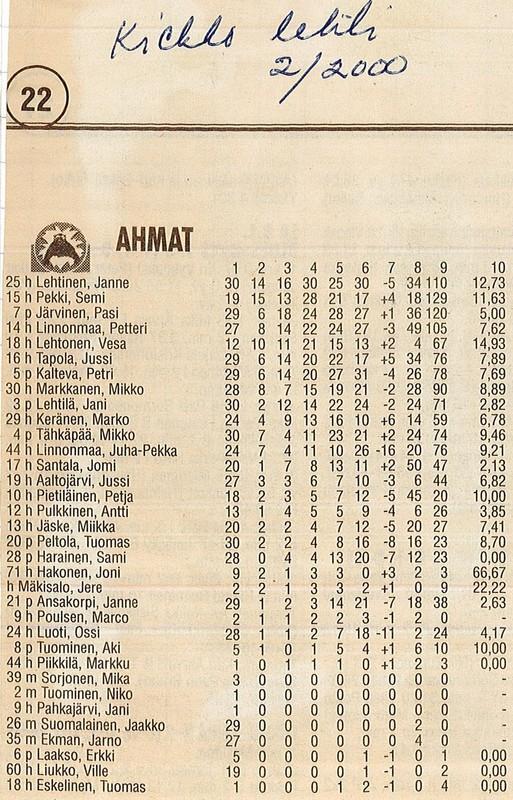 Kiekko lehti
2/2000
22
AHMAT
1 2 3 4 5 6 7 8 9 10
25 h Lehtinen, Janne 30 14 16 30 25 30 -5 34 110 12,73
15 h Pekki, Semi 19 15 13 28 21 17 +4 18 129 11,63
7 p Järvinen, Pasi 29 6 18 24 28 27 +1 36 120 5,00
14 h Linnonmaa, Petteri 27 8 14 22 24 27 -3 49 105 7,62
18 h Lehtonen, Vesa 12 10 11 21 15 13 +2 4 67 14,93
16 h Tapola, Jussi 29 6 14 20 22 17 +5 34 76 7,89
5 p Kalteva, Petri 29 6 14 20 27 31 -4 26 78 7,69
30 h Markkanen, Mikko 28 8 7 15 19 21 -2 28 90 8,89
3 p Lehtilä, Jani 30 2 12 14 22 24 -2 24 71 2,82
29 h Keränen, Marko 24 4 9 13 16 10 +6 14 59 6,78
4 p Tähkäpää, Mikko 30 7 4 11 23 21 +2 24 74 9,46
44 h Linnonmaa, Juha-Pekka 24 7 4 11 10 26 -16 20 76 9,21
17 h Santala, Jomi 20 1 7 8 13 11 +2 50 47 2,13
19 h Aaltojärvi, Jussi 27 3 3 6 7 10 -3 6 44 6,82
10 h Pietiläinen, Petja 18 2 3 5 7 12 -5 45 20 10,00
12 h Pulkkinen, Antti 13 1 4 5 5 9 -4 6 26 3,85
13 h Jäske, Miikka 20 2 2 4 7 12 -5 20 27 7,41
20 p Peltola, Tuomas 30 2 2 4 8 16 -8 16 23 8,70
28 p Harainen, Sami 28 0 4 4 13 20 -7 12 23 0,00
71 h Hakonen, Joni 9 2 1 3 3 0 +3 2 3 66,67
h Mäkisalo, Jere 2 2 1 3 3 2 +1 0 9 22,22
21 p Ansakorpi, Janne 29 1 2 3 14 21 -7 18 38 2,63
9 h Poulsen, Marco 2 1 1 2 2 3 -1 2 0 -
24 h Luoti, Ossi 28 1 1 2 7 18 -11 2 24 4,17
8 p Tuominen, Aki 5 1 0 1 5 4 +1 6 10 10,00
44 h Piikkilä, Markku 1 0 1 1 1 0 +1 2 3 0,00
39 m Sorjonen, Mika 3 0 0 0 0 0 0 0 0 -
2 m Tuominen, Niko 1 0 0 0 0 0 0 0 0 -
9 h Pahkajärvi, Jani 1 0 0 0 0 0 0 0 0 -
26 m Suomalainen, Jaakko 29 0 0 0 0 0 0 2 0 -
35 m Ekman, Jarno 27 0 0 0 0 0 0 4 0 -
6 p Laakso, Erkki 5 0 0 0 0 1 -1 0 1 0,00
60 h Liukko, Ville 19 0 0 0 0 1 -1 0 2 0,00
18 h Eskelinen, Tuomas 1 0 0 0 1 2 -1 0 4 0,00